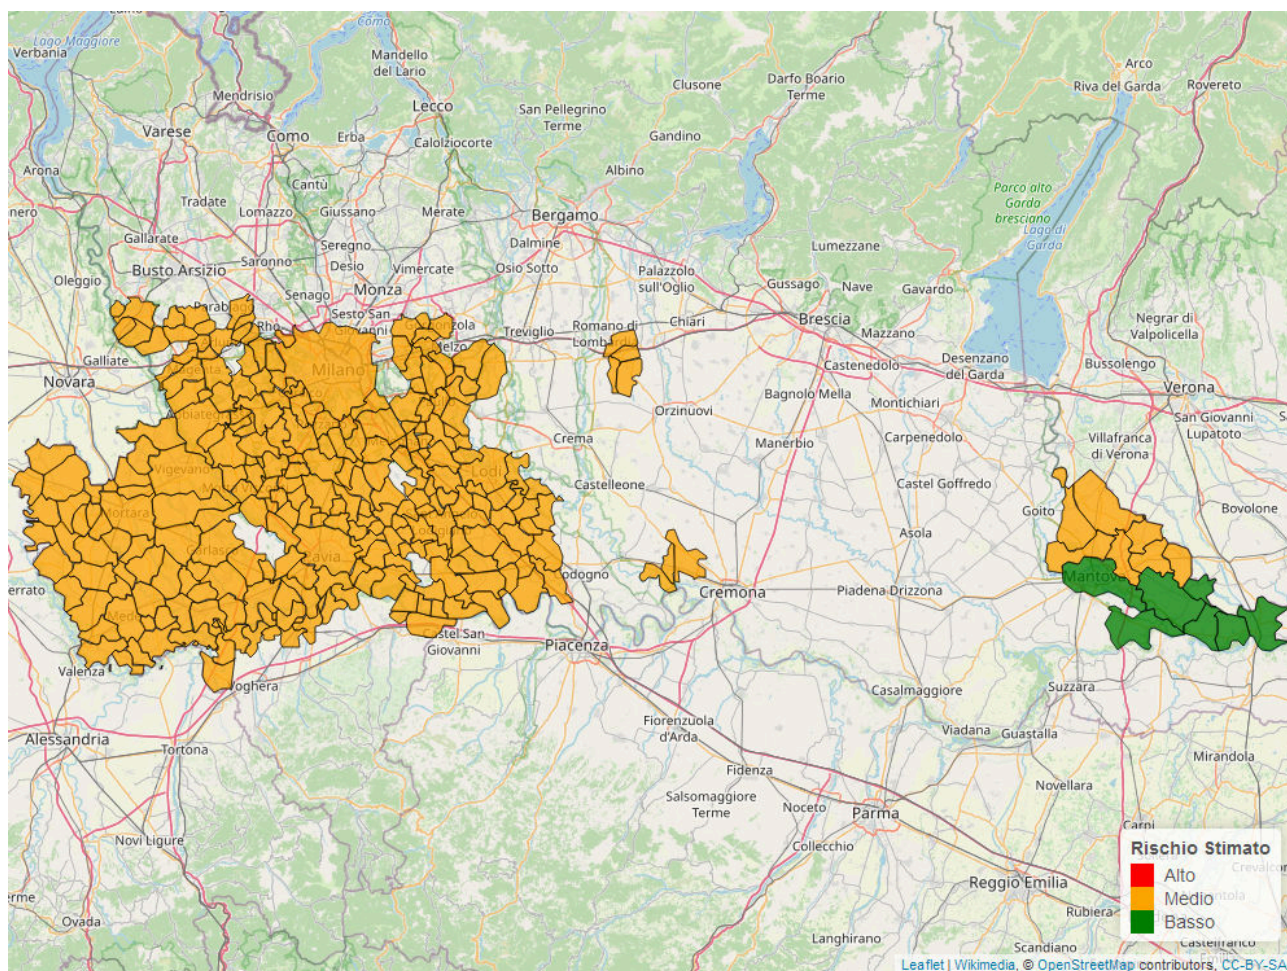 Lago Maggiore
Verbania
Como
Mandello
del Lario
Clusone
Darfo Boario
Terme
Arco
Riva del Garda
Rovereto
Mendrisio
Lecco
San Pellegrino
Terme
Varese
Como
Erba
Calolziocorte
Gandino
Arona
Cantù
Albino
Parco alto
Garda
bresciano
Lago di
Garda
Tradate
Lomazzo
Giussano
Merate
Bergamo
Gallarate
Seregno
Dalmine
Lumezzane
Busto Arsizio
Saronno
Desio
Vimercate
Osio Sotto
Palazzolo
sull'Oglio
Oleggio
Senago
Monza
Gussago
Nave
Gavardo
Sesto San
Giovanni
Rho
Melzo
Treviglio
Romano di
Chiari
Brescia
Mazzano
Negrar di
Valpolicella
Galliate
Magenta
Milano
Castenedolo
Desenzano
del Garda
Bussolengo
Novara
Bagnolo Mella
Montichiari
Verona
Orzinuovi
San Giovanni
Lupatoto
Crema
Manerbio
Carpenedolo
Villafranca
di Verona
Vigevano
Lodi
Castelleone
Castel Goffredo
Mortara
Goito
Bovolone
Asola
Garlasco
Pavia
Cremona
Piadena Drizzona
Mantova
Castel San
Giovanni
Piacenza
Valenza
Voghera
Casalmaggiore
Suzzara
Alessandria
Tortona
Fiorenzuola
d'Arda
Viadana
Guastalla
Mirandola
Fidenza
Novellara
Salsomaggiore
Terme
Noceto
Parma
Carpi
Novi Ligure
Collecchio
Reggio Emilia
Rubiera
Ovada
Langhirano
Scandiano
Castelfranco
Rischio Stimato
Alto
Medio
Basso
Leaflet | Wikimedia, © OpenStreetMap contributors, CC-BY-SA